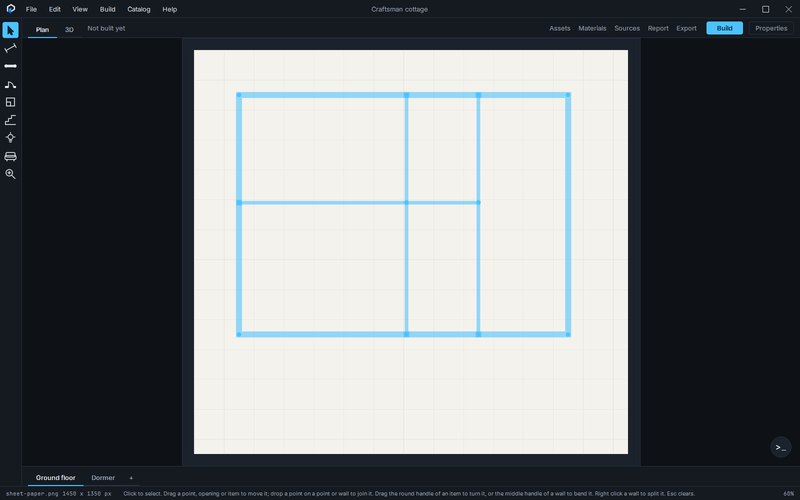 File Edit View Build Catalog Help Craftsman cottage
Plan 3D Not built yet Assets Materials Sources Report Export Build Properties
>_
Ground floor Dormer +
sheet-paper.png 1450 x 1350 px Click to select. Drag a point, opening or item to move it; drop a point on a point or wall to join it. Drag the round handle of an item to turn it, or the middle handle of a wall to bend it. Right click a wall to split it. Esc clears. 60%